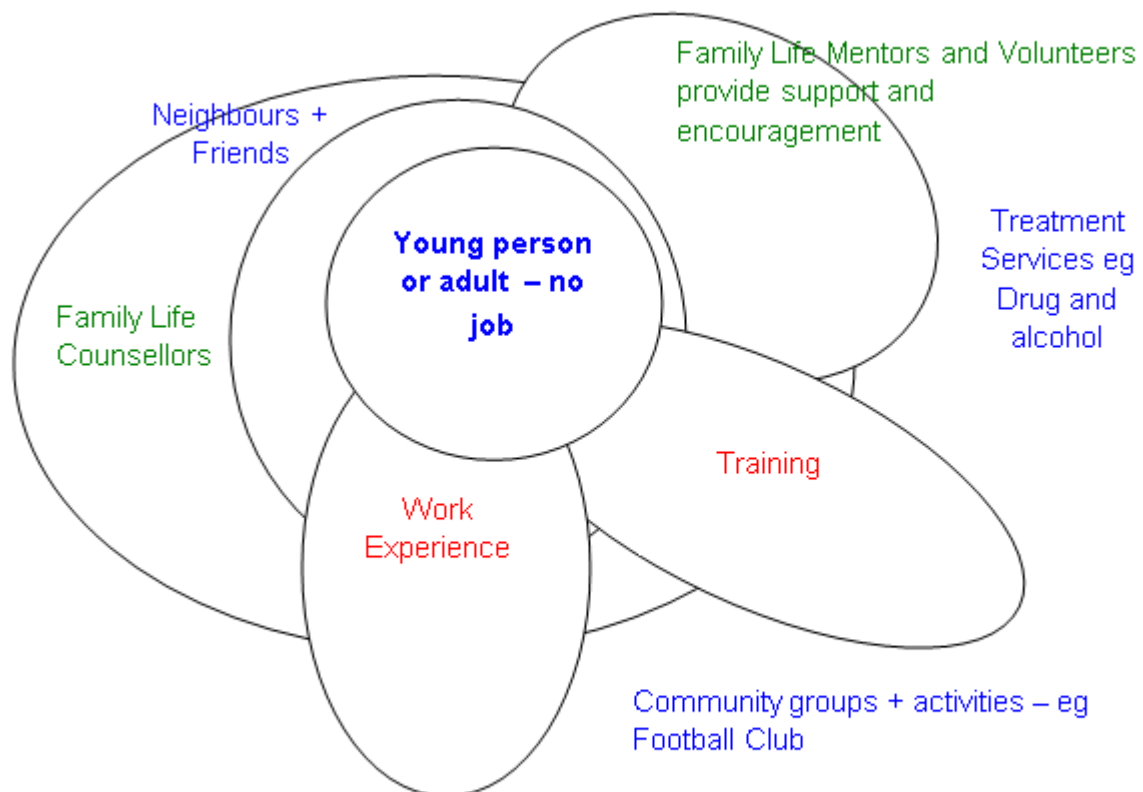 Family Life Mentors and Volunteers
provide support and
encouragement
Neighbours +
Friends
Young person
or adult – no
job
Treatment
Services eg
Drug and
alcohol
Family Life
Counsellors
Training
Work
Experience
Community groups + activities – eg
Football Club